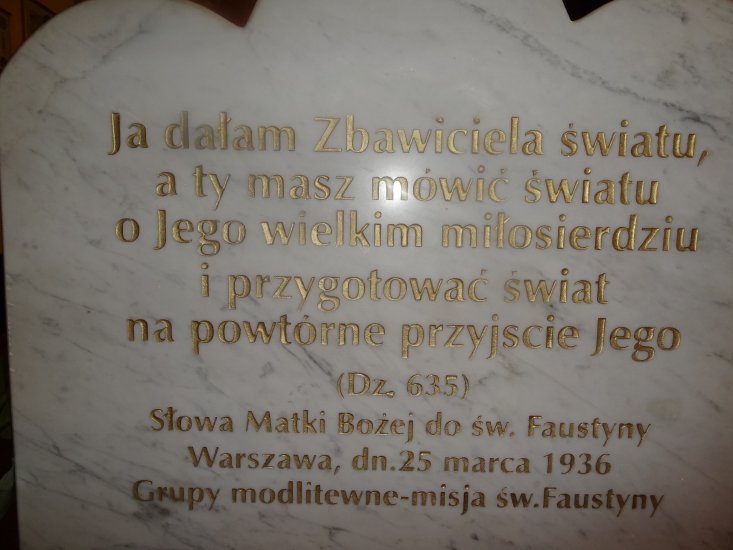 Ja dałam Zbawiciela światu,
a ty masz mówić światu
o Jego wielkim miłosierdziu
i przygotować świat
na powtórne przyjscie Jego
(Dz. 635)
Słowa Matki Bożej do św. Faustyny
Warszawa, dn.25 marca 1936
Grupy modlitewne-misja św.Faustyny